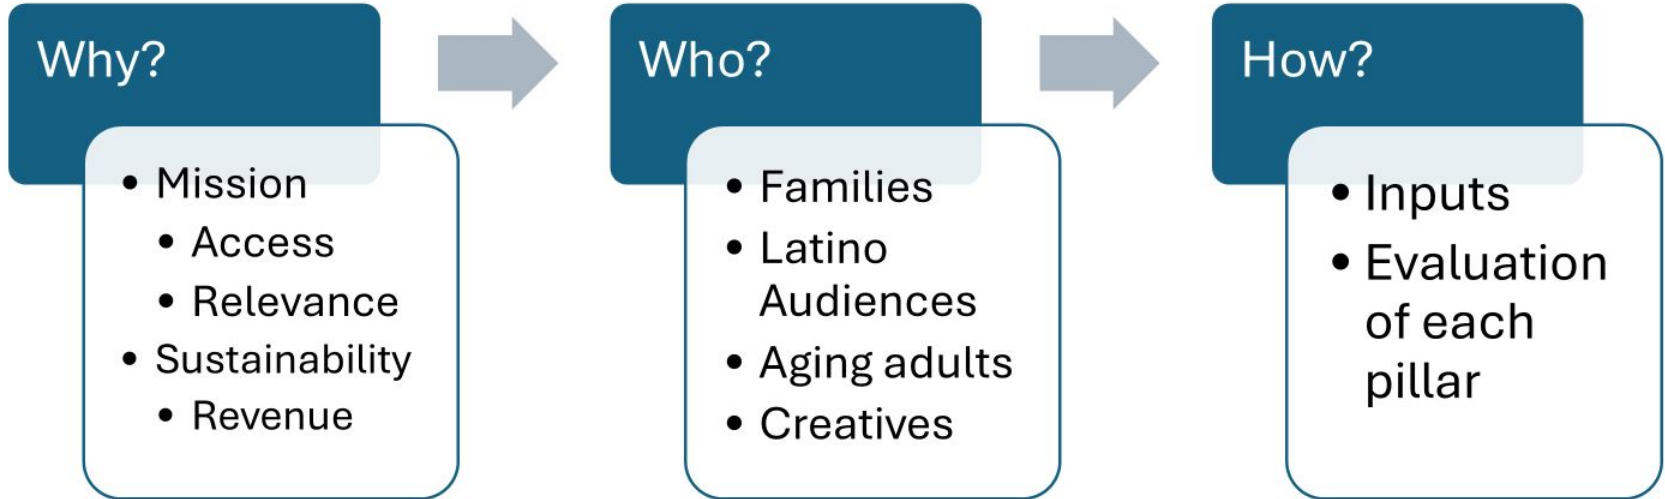 Why?
• Mission
• Access
• Relevance
• Sustainability
• Revenue
Who?
• Families
• Latino
Audiences
• Aging adults
• Creatives
How?
• Inputs
• Evaluation
of each
pillar